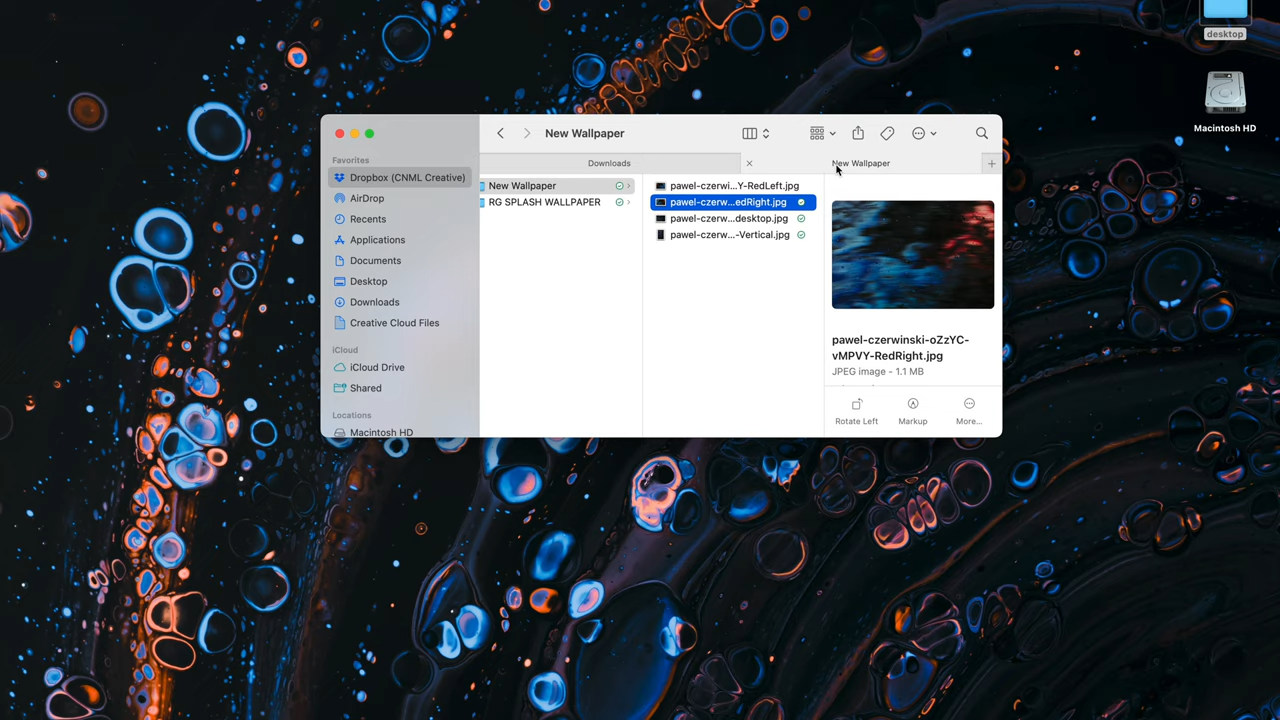 desktop
Macintosh HD
New Wallpaper
Downloads
New Wallpaper
Favorites
Dropbox (CNML Creative)
AirDrop
Recents
Applications
Documents
Desktop
Downloads
Creative Cloud Files
iCloud
iCloud Drive
Shared
Locations
Macintosh HD
New Wallpaper
RG SPLASH WALLPAPER
pawel-czerwi...Y-RedLeft.jpg
pawel-czerw...edRight.jpg
pawel-czerw...desktop.jpg
pawel-czerw...-Vertical.jpg
pawel-czerwinski-oZzYC-
vMPVY-RedRight.jpg
JPEG image - 1.1 MB
Rotate Left
Markup
More...